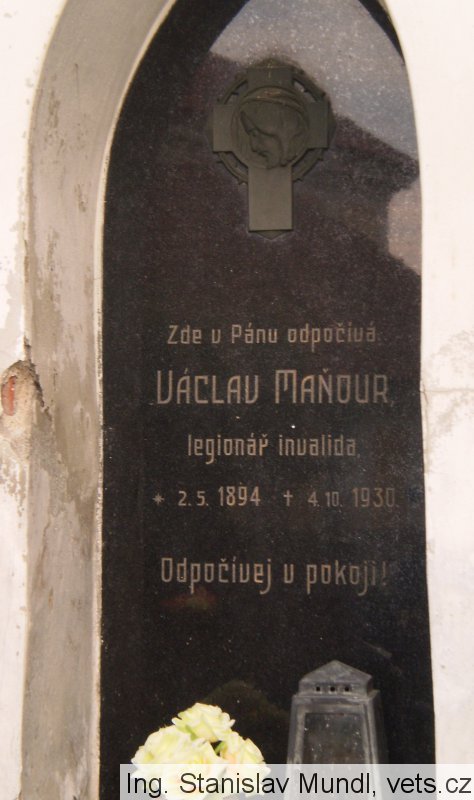 Zde v Pánu odpočívá
VÁCLAV MAŇOUR,
legionář invalida,
* 2.5. 1894 † 4.10. 1930.
Odpočívej v pokoji!
Ing. Stanislav Mundl, vets.cz